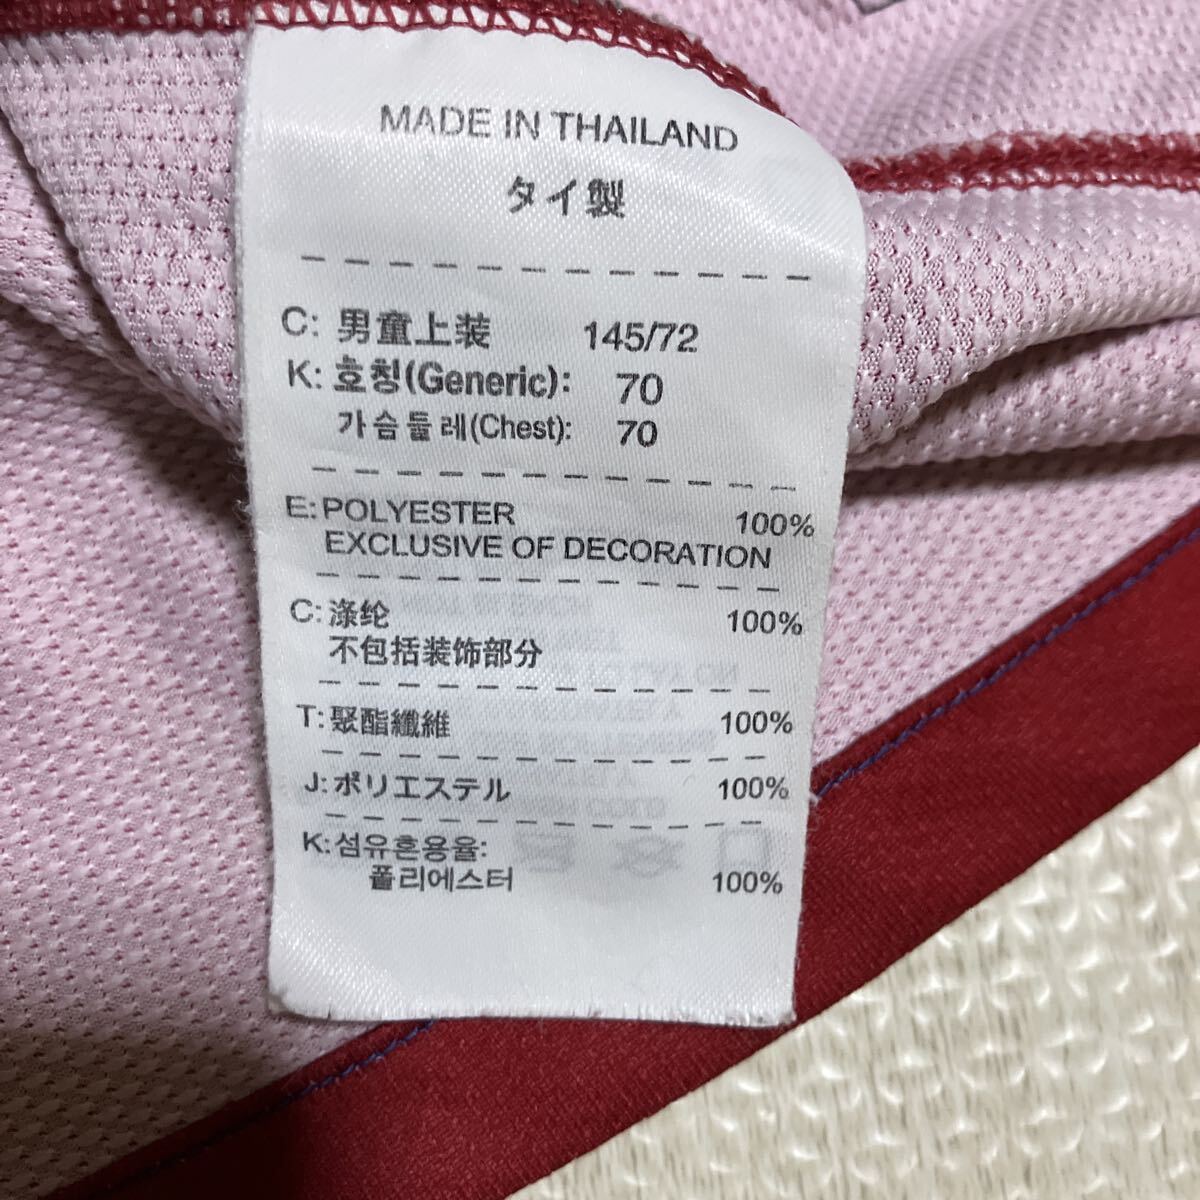 MADE IN THAILAND
タイ製
C: 男童上装 145/72
K: 호칭(Generic): 70
가슴둘레(Chest): 70
E: POLYESTER 100%
EXCLUSIVE OF DECORATION
C: 涤纶 100%
不包括装饰部分
T: 聚酯纖維 100%
J: ポリエステル 100%
K: 섬유혼용율:
폴리에스터 100%